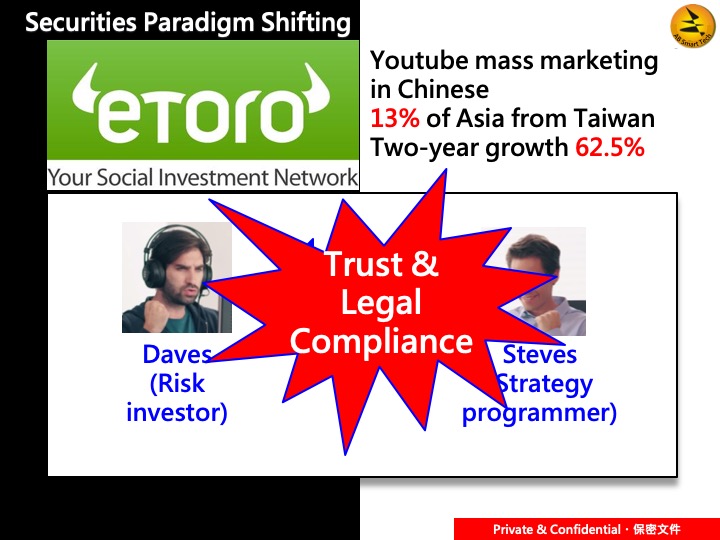 Securities Paradigm Shifting
AB Smart Tech
eToro
Your Social Investment Network
Youtube mass marketing
in Chinese
13% of Asia from Taiwan
Two-year growth 62.5%
Trust &
Legal
Compliance
Daves
(Risk
investor)
Steves
Strategy
programmer)
Private & Confidential・保密文件